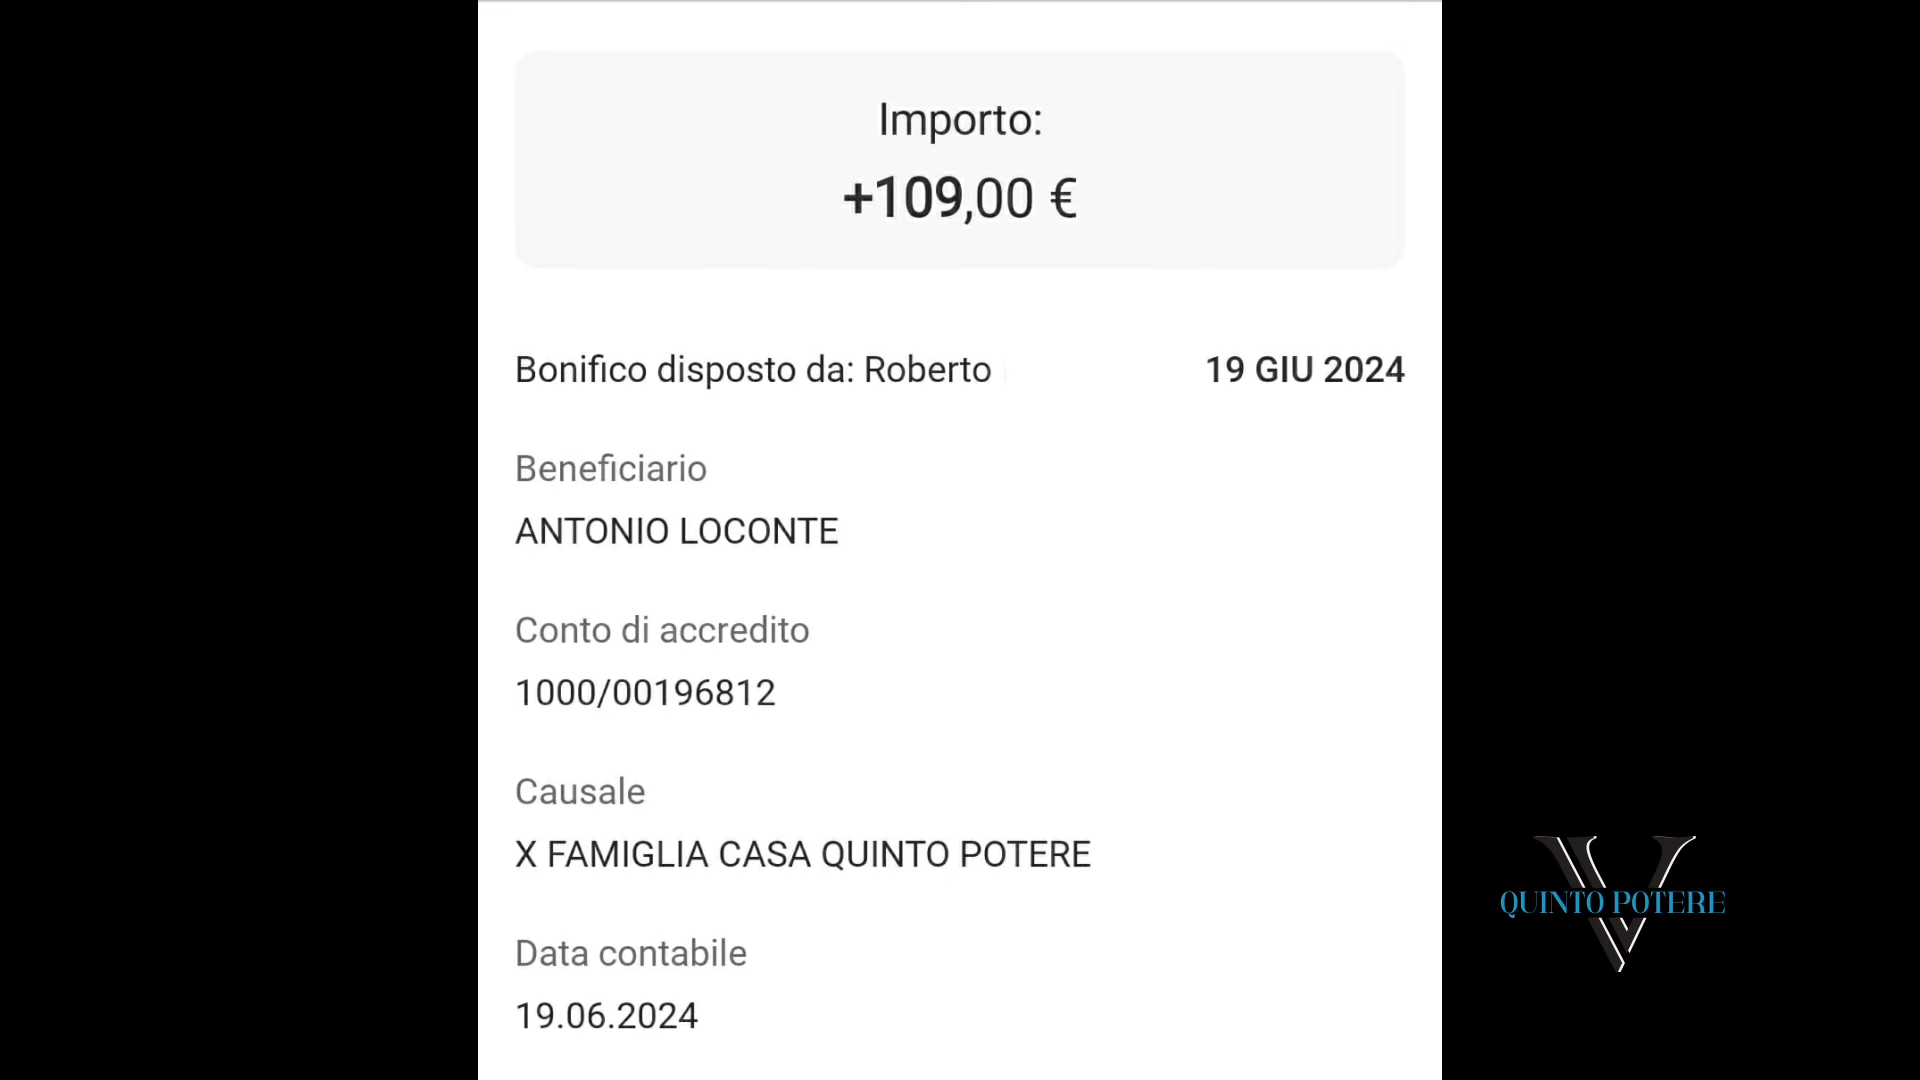 Importo:
+109,00 €
Bonifico disposto da: Roberto
19 GIU 2024
Beneficiario
ANTONIO LOCONTE
Conto di accredito
1000/00196812
Causale
X FAMIGLIA CASA QUINTO POTERE
Data contabile
19.06.2024
V
QUINTO POTERE